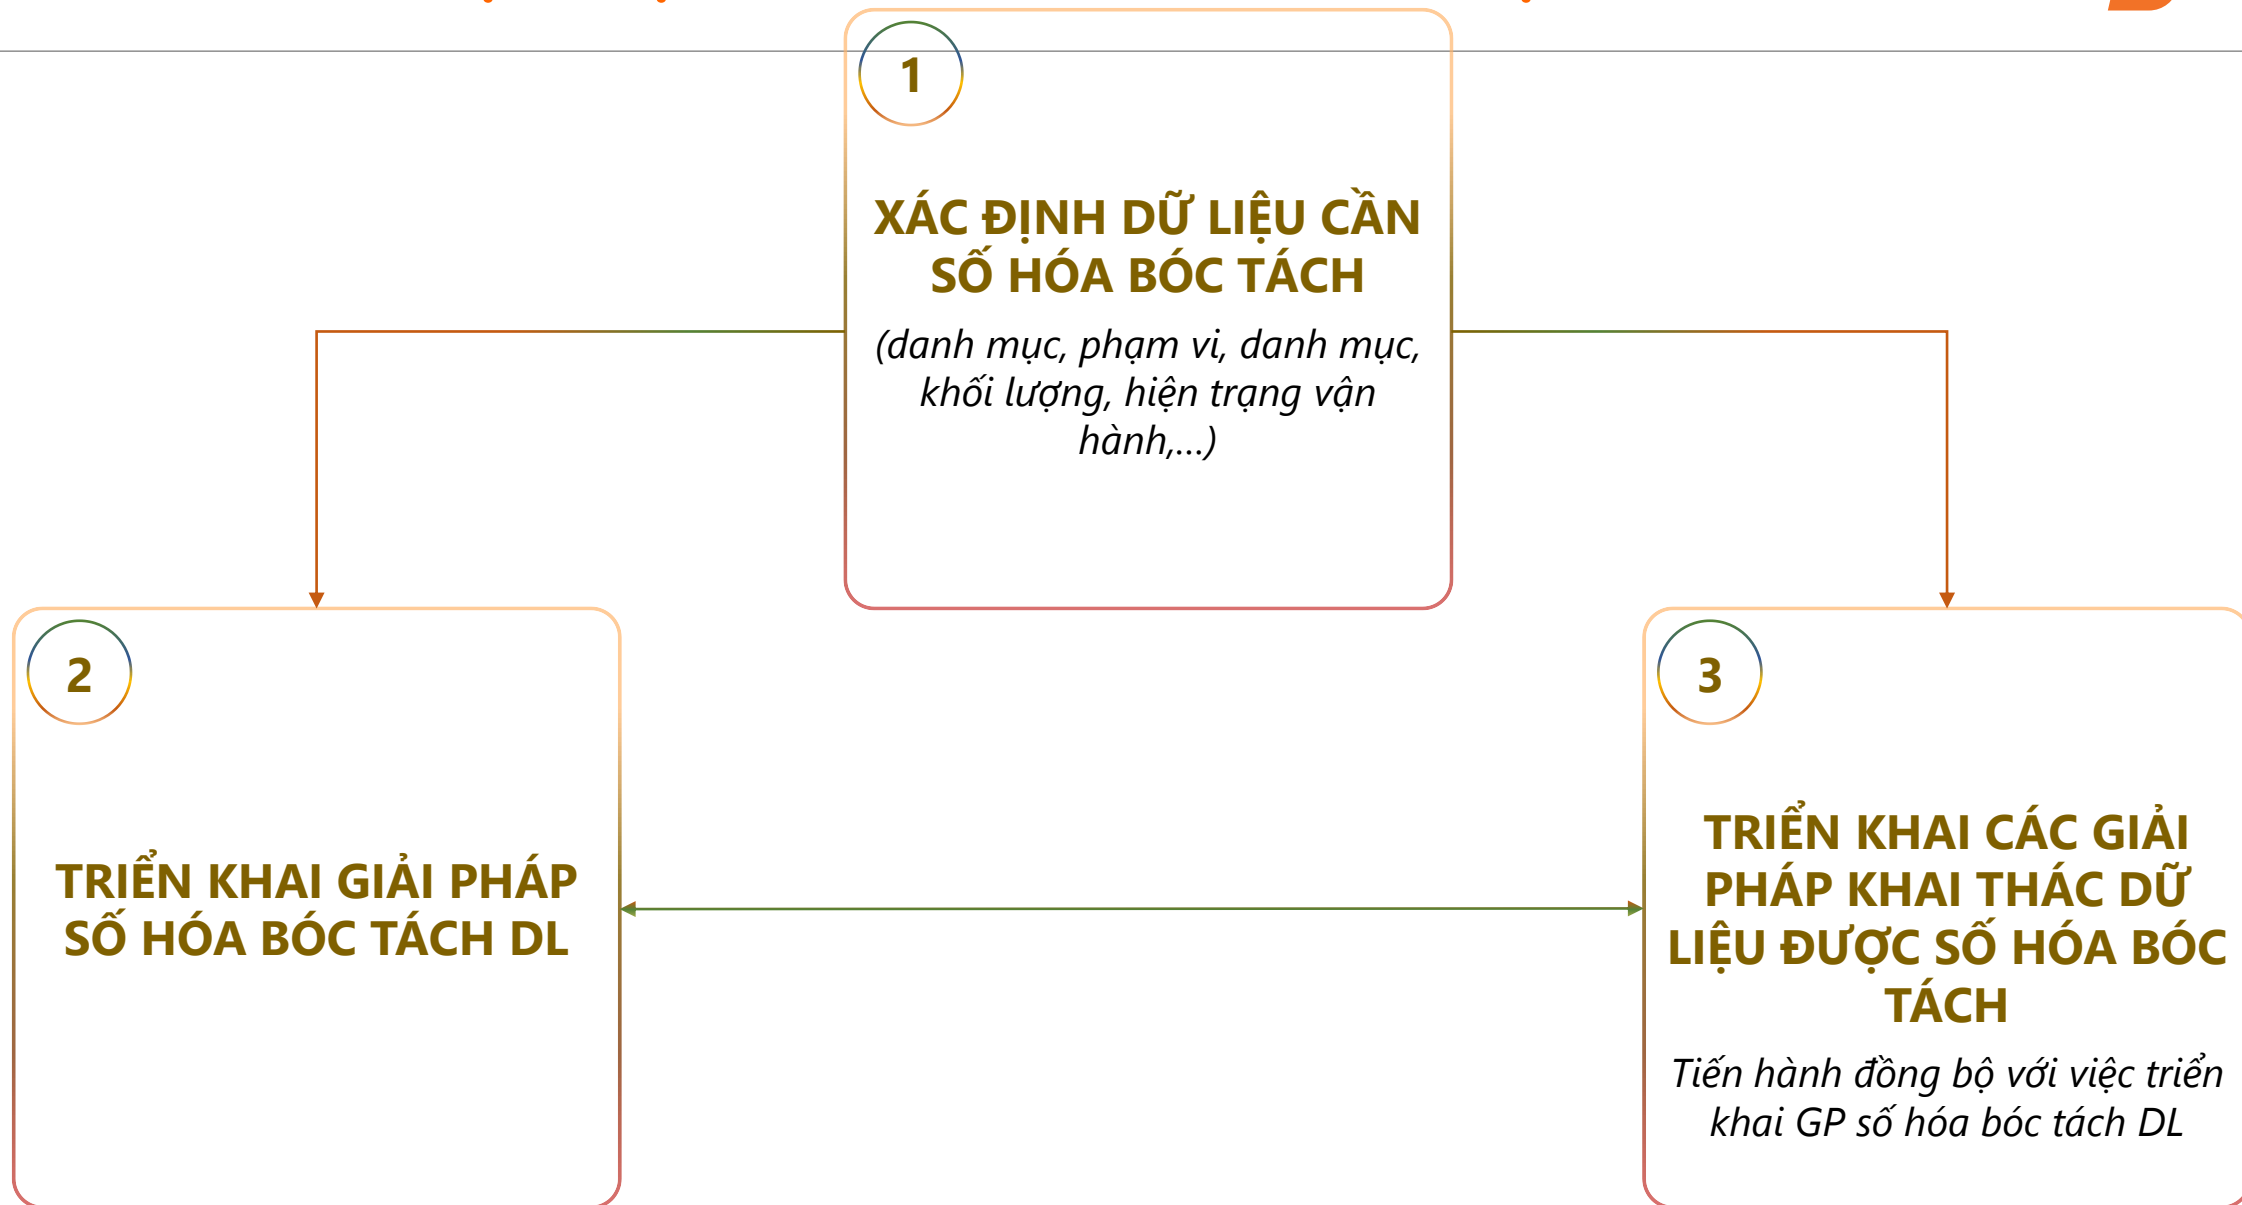 1
XÁC ĐỊNH DỮ LIỆU CẦN
SỐ HÓA BÓC TÁCH
(danh mục, phạm vi, danh mục,
khối lượng, hiện trạng vận
hành,...)
2
TRIỂN KHAI GIẢI PHÁP
SỐ HÓA BÓC TÁCH DL
3
TRIỂN KHAI CÁC GIẢI
PHÁP KHAI THÁC DỮ
LIỆU ĐƯỢC SỐ HÓA BÓC
TÁCH
Tiến hành đồng bộ với việc triển
khai GP số hóa bóc tách DL